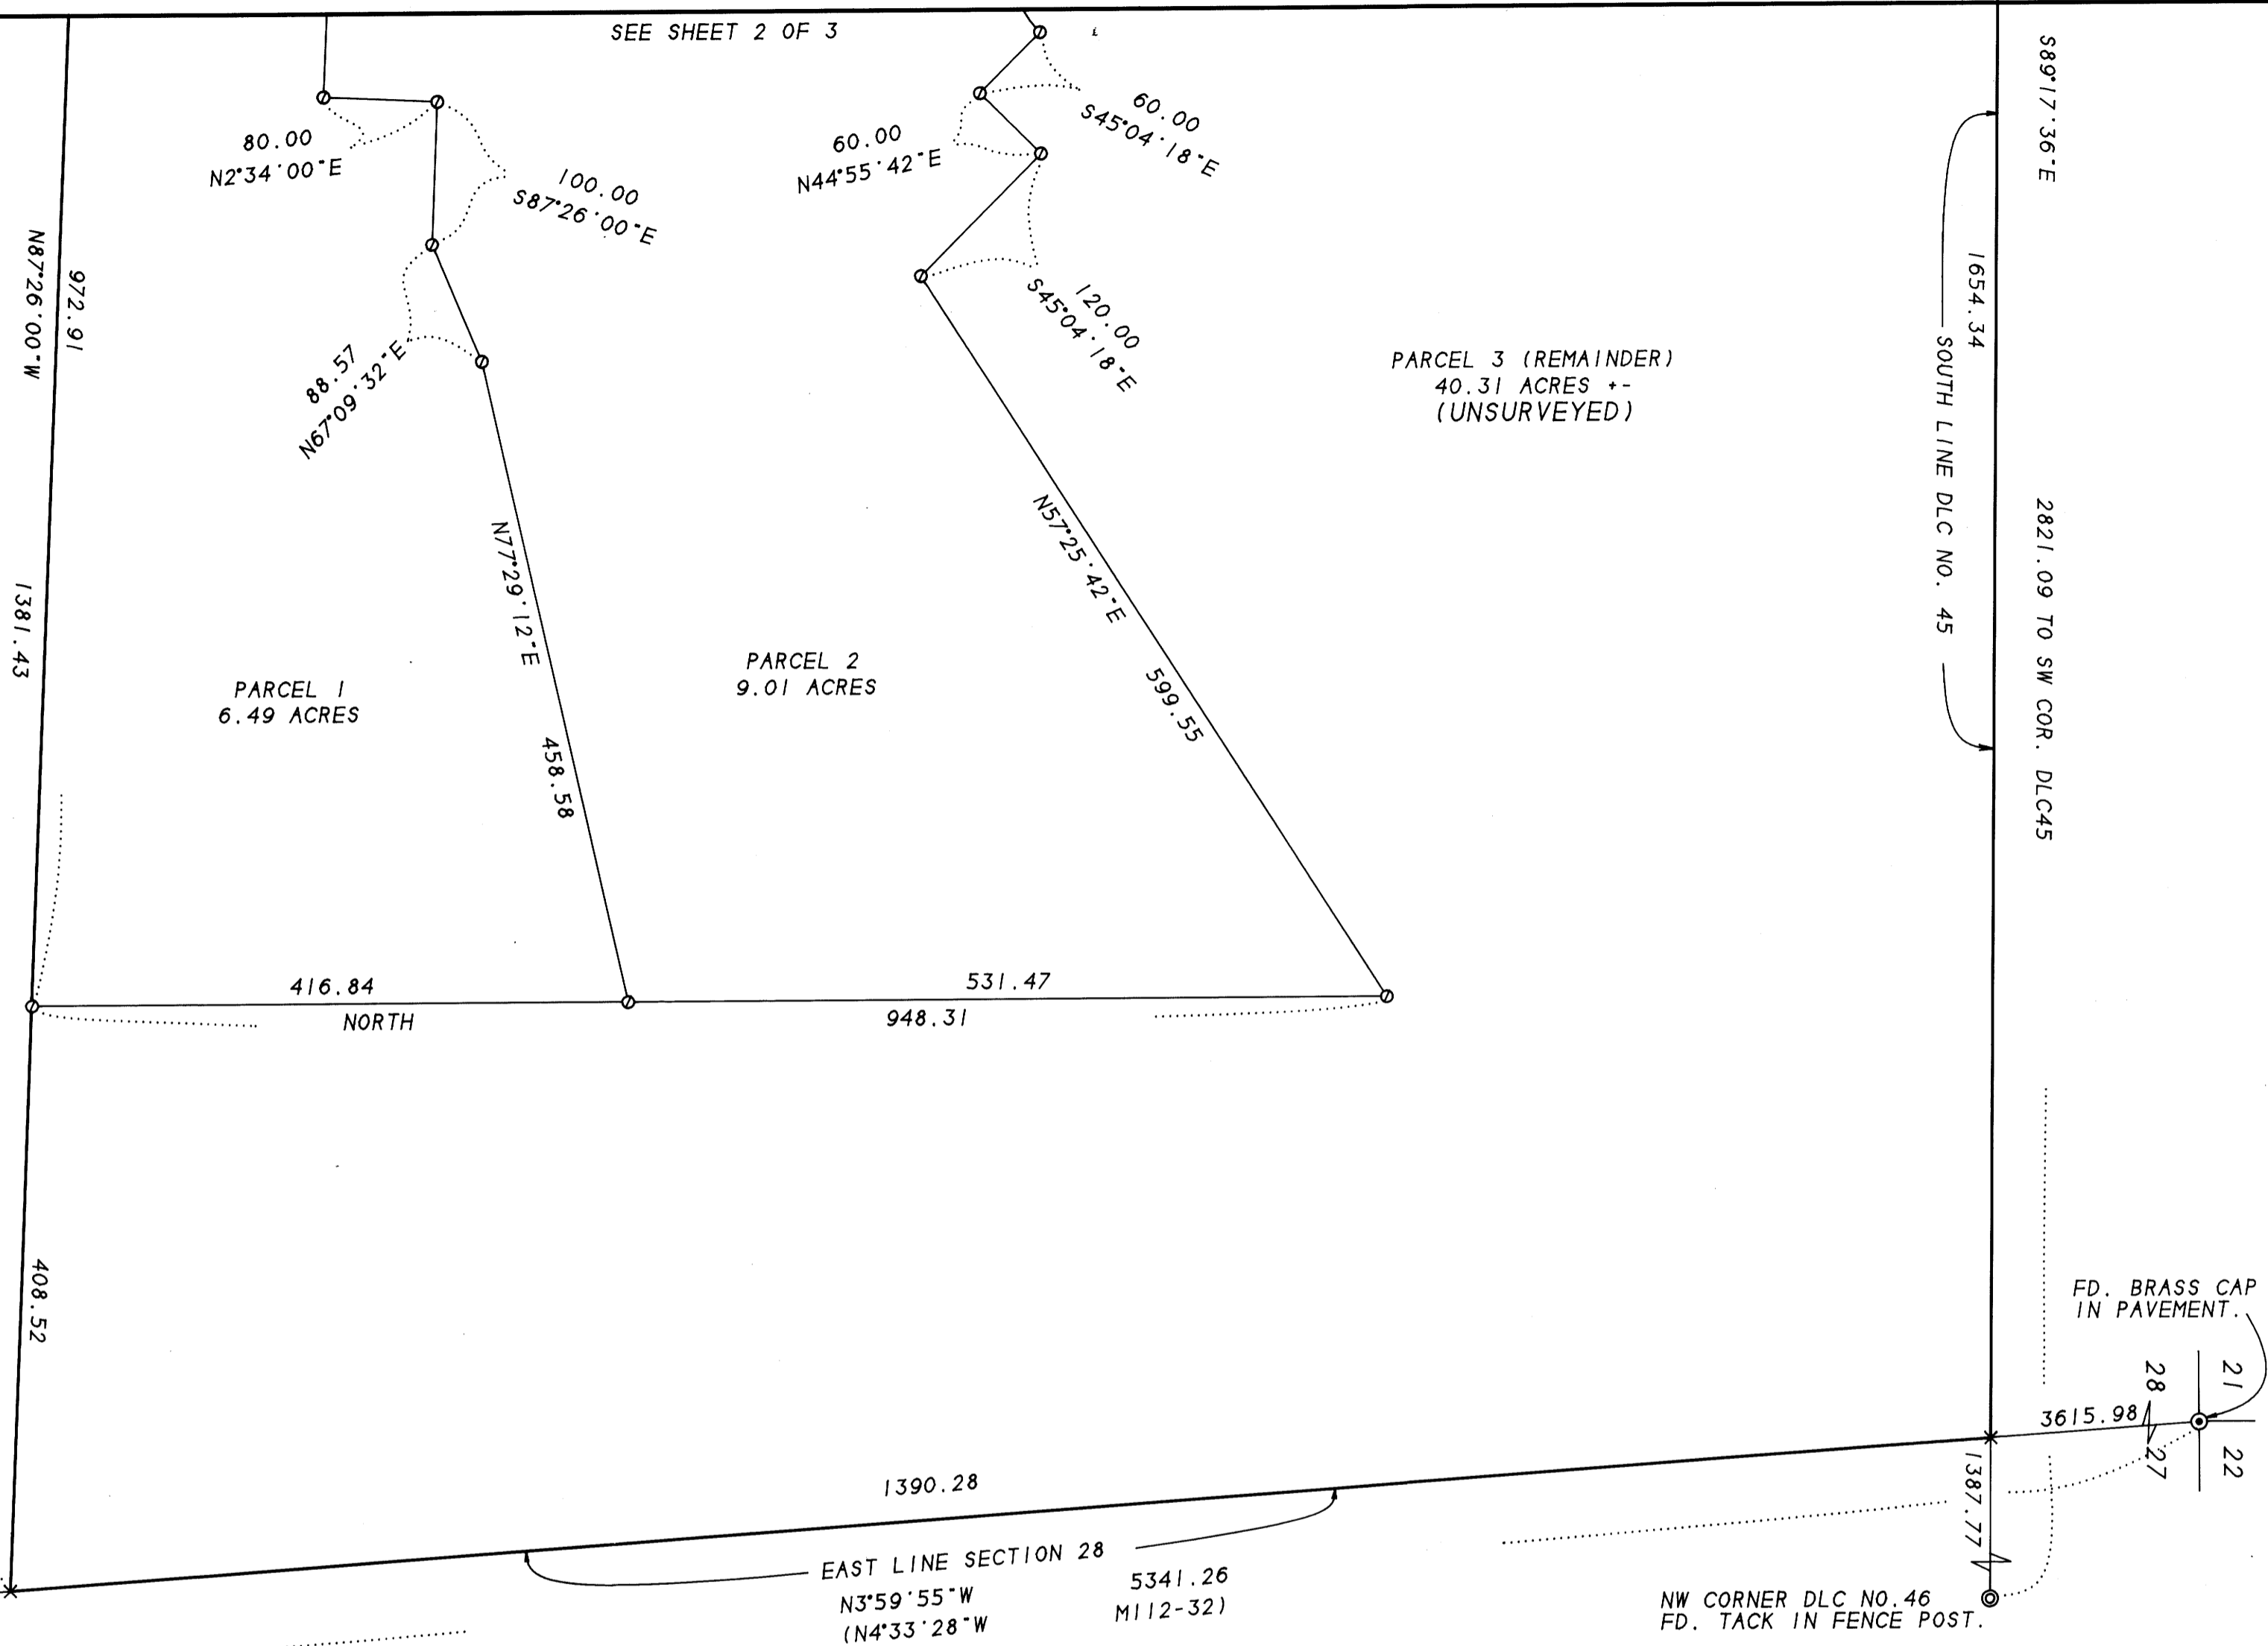 SEE SHEET 2 OF 3
S89°17'36"E
80.00
N2°34'00"E
100.00
S87°26'00"E
60.00
N44°55'42"E
60.00
S45°04'18"E
N87°26'00"W
972.91
88.57
N67°09'32"E
120.00
S45°04'18"E
1654.34
SOUTH LINE DLC NO. 45
PARCEL 3 (REMAINDER)
40.31 ACRES +-
(UNSURVEYED)
2821.09 TO SW COR. DLC45
N77°29'12"E
458.58
N57°25'42"E
599.55
1381.43
PARCEL 1
6.49 ACRES
PARCEL 2
9.01 ACRES
416.84
NORTH
531.47
948.31
408.52
FD. BRASS CAP
IN PAVEMENT.
21
28
22
27
3615.98
1387.77
1390.28
EAST LINE SECTION 28
N3°59'55"W
5341.26
(N4°33'28"W
M112-32)
NW CORNER DLC NO.46
FD. TACK IN FENCE POST.